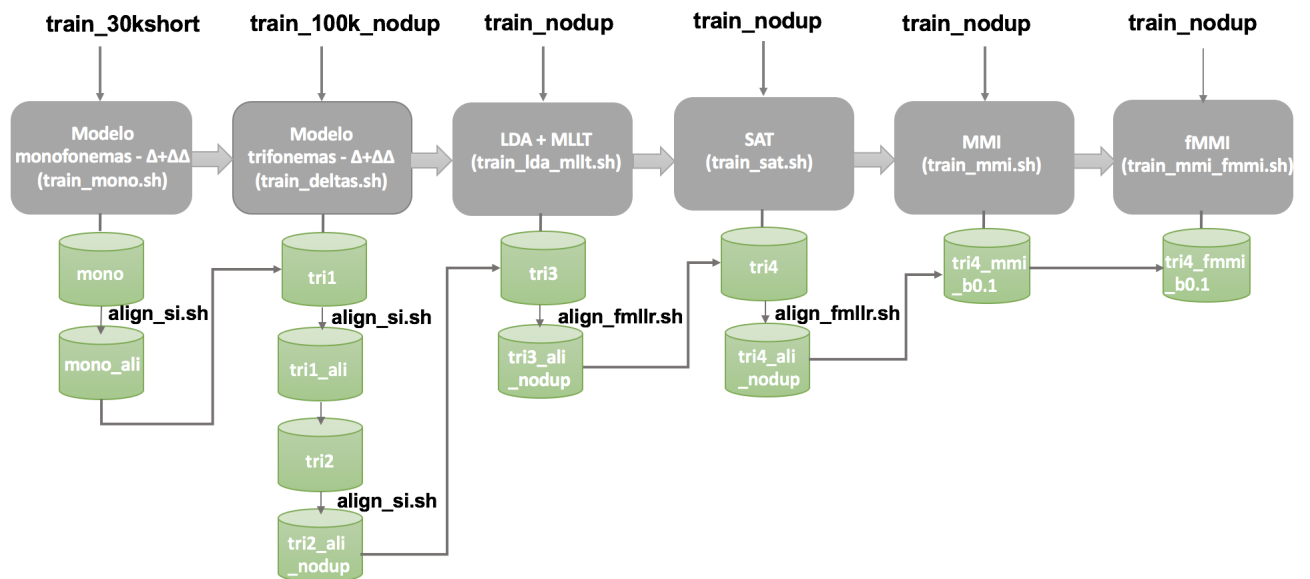 train_30kshort
train_100k_nodup
train_nodup
train_nodup
train_nodup
train_nodup
Modelo
monofonemas - Δ+ΔΔ
(train_mono.sh)
Modelo
trifonemas - Δ+ΔΔ
(train_deltas.sh)
LDA + MLLT
(train_lda_mllt.sh)
SAT
(train_sat.sh)
MMI
(train_mmi.sh)
fMMI
(train_mmi_fmmi.sh)
mono
align_si.sh
mono_ali
tri1
align_si.sh
tri1_ali
tri2
align_si.sh
tri2_ali
_nodup
tri3
align_fmllr.sh
tri3_ali
_nodup
tri4
align_fmllr.sh
tri4_ali
_nodup
tri4_mmi
_b0.1
tri4_fmmi
_b0.1